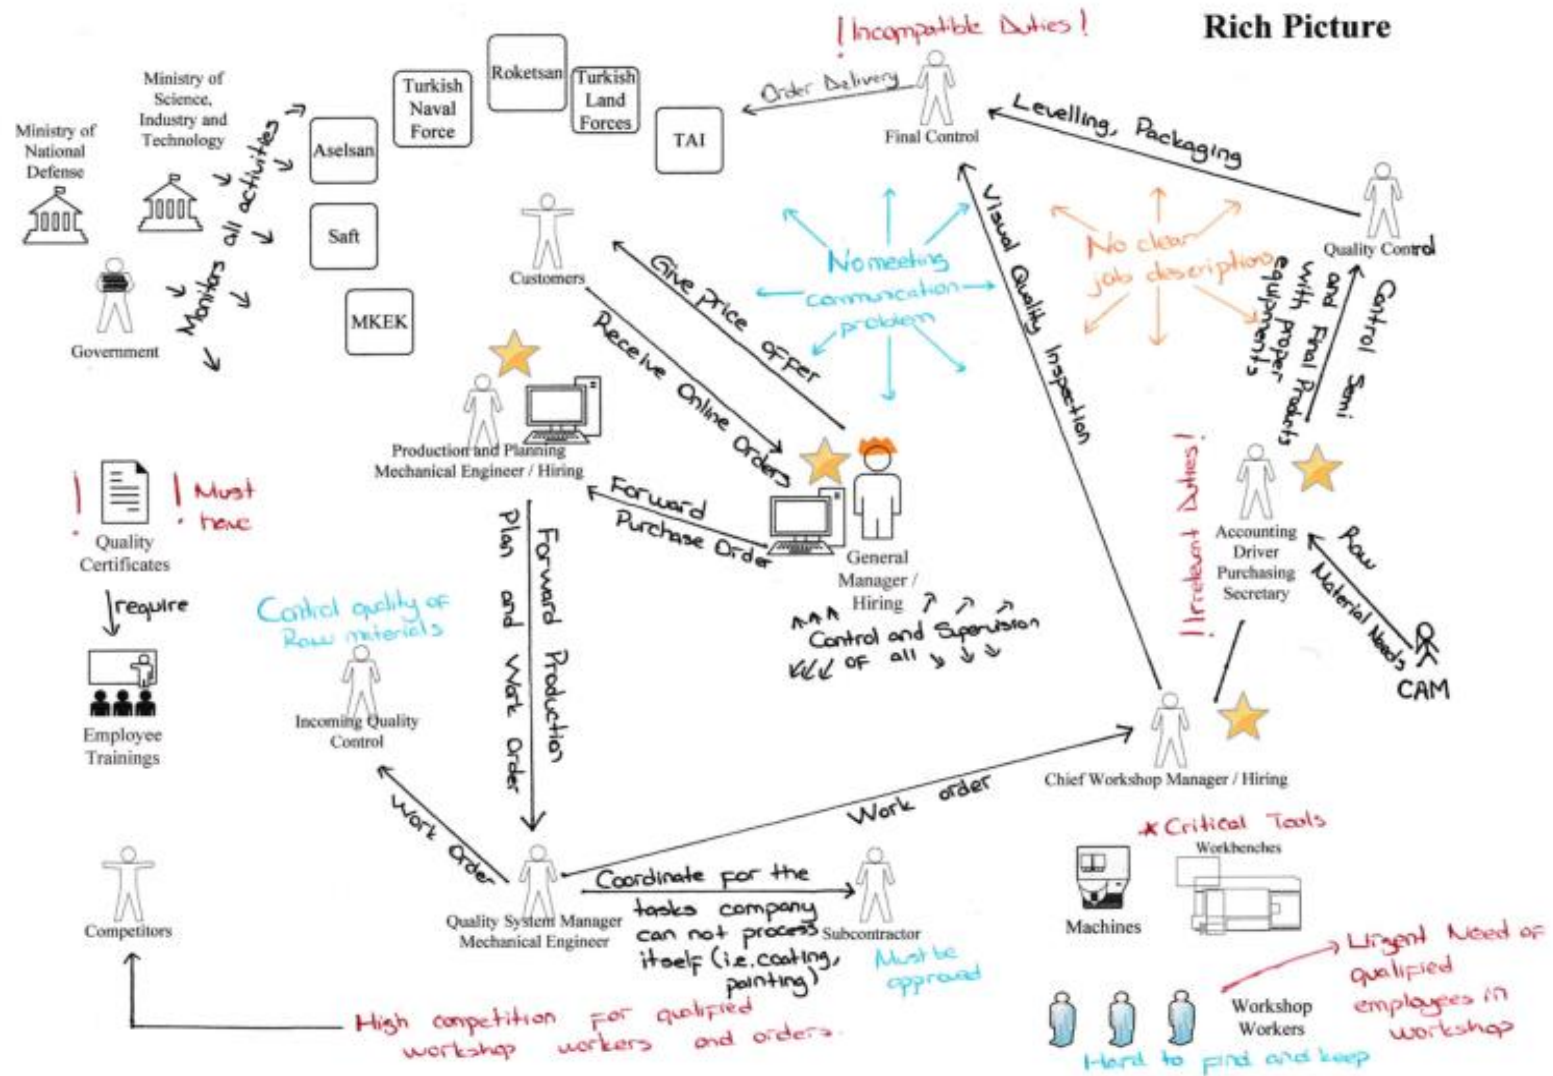 Rich Picture
! Incompatible Duties !
Order Delivery
Final Control
Levelling, Packaging
Quality Control
Ministry of
National
Defense
Ministry of
Science,
Industry and
Technology
Government
Monitors all activities
Aselsan
Turkish
Naval
Force
Roketsan
Turkish
Land
Forces
TAI
Saft
MKEK
Customers
Give price offer
Receive Online Orders
No meeting
communcation
problem
Visual Quality Inspection
No clear
job descriptions
Control Semi
and Final Products
with proper
equipments
Production and Planning
Mechanical Engineer / Hiring
Forward
Purchase Order
General
Manager /
Hiring
Control and Supervision
of all
! Irrelevant Duties !
Accounting
Driver
Purchasing
Secretary
Raw
Material Needs
CAM
! ! Must
have
Quality
Certificates
require
Employee
Trainings
Control quality of
Raw materials
Incoming Quality
Control
Forward Production
Plan and Work Order
Work Order
Work order
Chief Workshop Manager / Hiring
* Critical Tools
Workbenches
Machines
Competitors
Quality System Manager
Mechanical Engineer
Coordinate for the
tasks company
can not process
itself (i.e. coating,
painting)
Subcontractor
Must be
approved
High competition for qualified
workshop workers and orders.
Workshop
Workers
Urgent Need of
qualified
employees in
workshop
Hard to find and keep